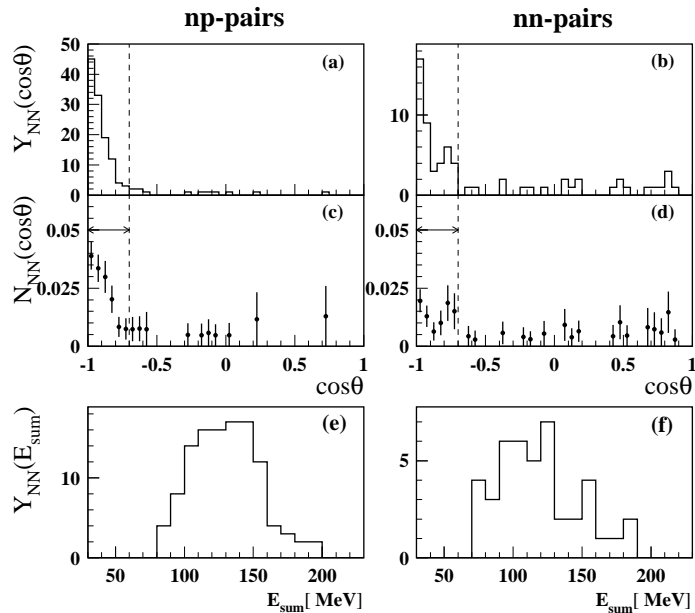 np-pairs nn-pairs
Y_NN(cosθ) 50 40 30 20 10 0 (a)
10 0 (b)
N_NN(cosθ) 0.05 0.025 0 (c)
0.05 0.025 0 (d)
-1 -0.5 0 0.5 1 -1 -0.5 0 0.5 1
cosθ cosθ
Y_NN(E_sum) 10 0 (e)
5 0 (f)
50 100 150 200 50 100 150 200
E_sum[ MeV] E_sum[ MeV]